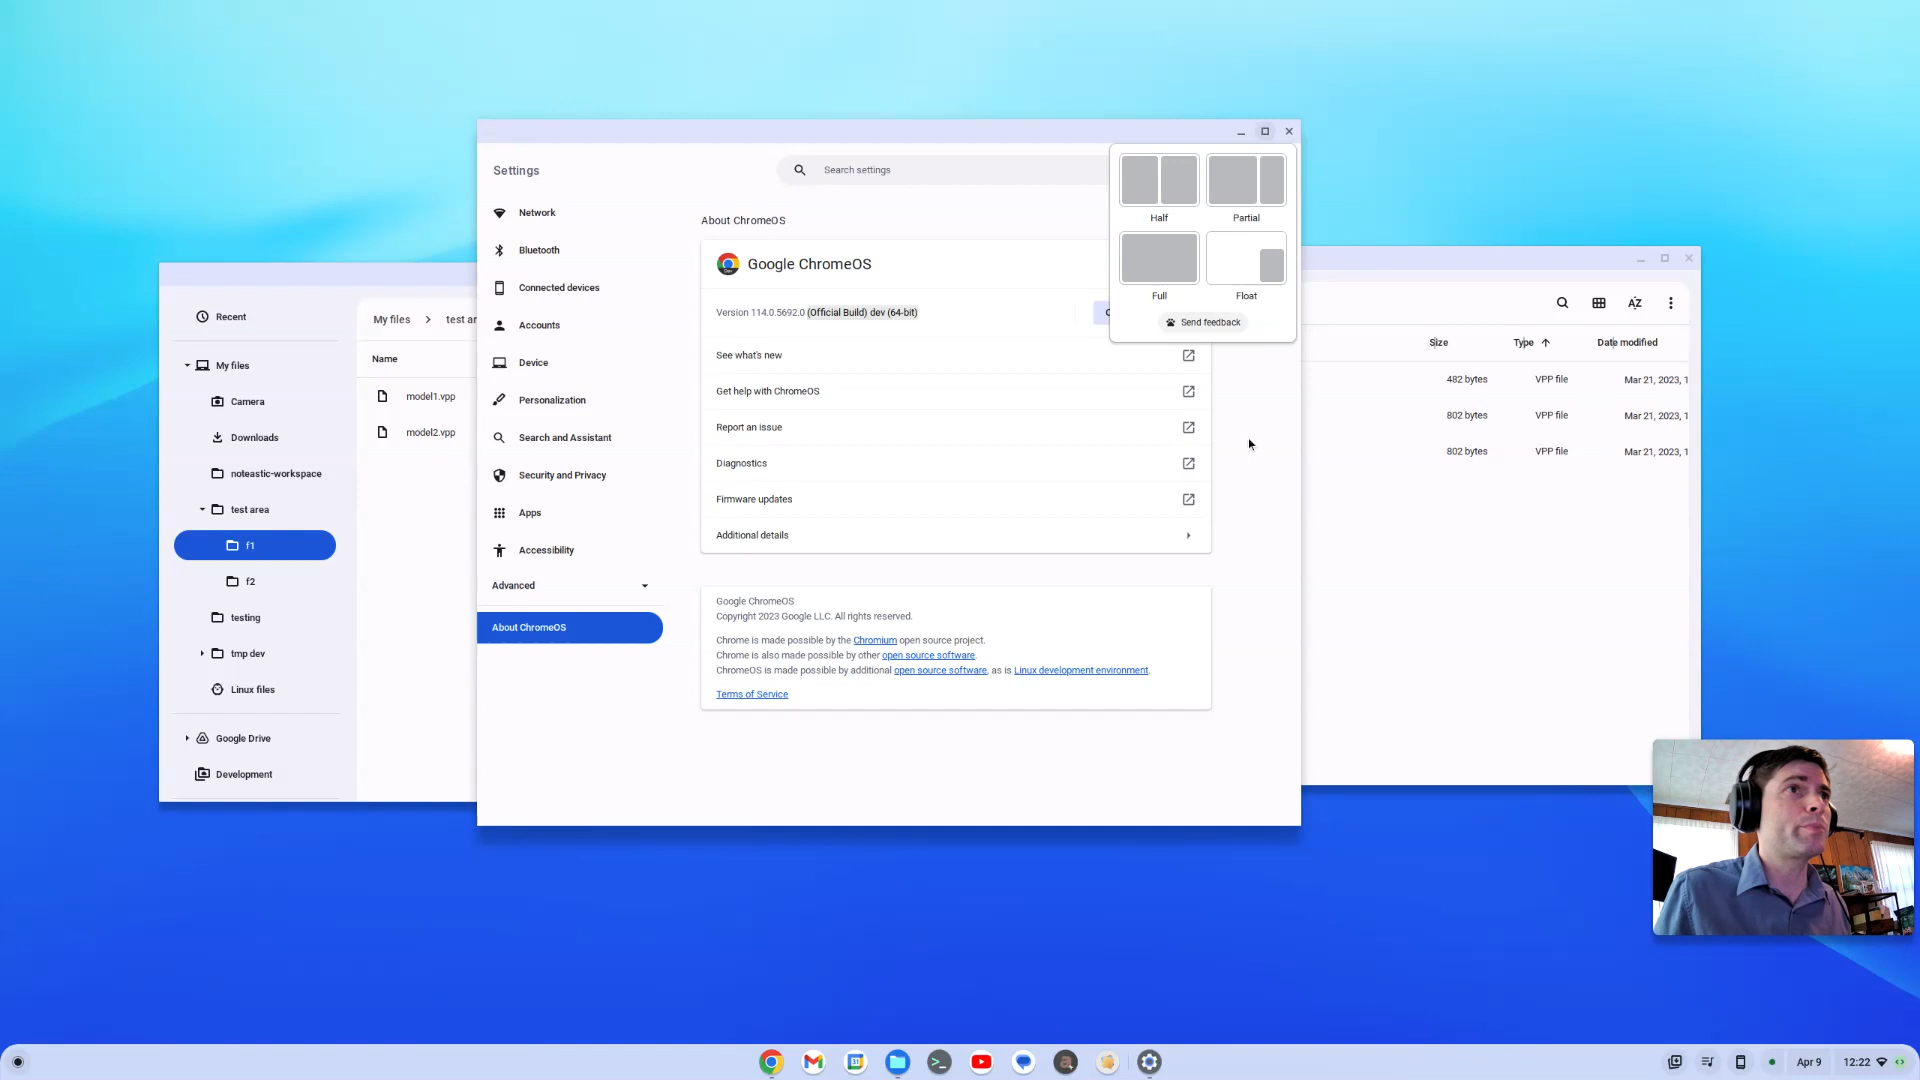 Settings
Search settings
Network
Bluetooth
Connected devices
Accounts
Device
Personalization
Search and Assistant
Security and Privacy
Apps
Accessibility
Advanced
About ChromeOS
About ChromeOS
Google ChromeOS
Version 114.0.5692.0 (Official Build) dev (64-bit)
See what's new
Get help with ChromeOS
Report an issue
Diagnostics
Firmware updates
Additional details
Google ChromeOS
Copyright 2023 Google LLC. All rights reserved.
Chrome is made possible by the Chromium open source project.
Chrome is also made possible by other open source software.
ChromeOS is made possible by additional open source software, as is Linux development environment.
Terms of Service
Half
Partial
Full
Float
Send feedback
Recent
My files
Camera
Downloads
noteastic-workspace
test area
f1
f2
testing
tmp dev
Linux files
Google Drive
Development
My files > test ar
Name
model1.vpp
model2.vpp
AZ
Size Type Date modified
482 bytes VPP file Mar 21, 2023, 1
802 bytes VPP file Mar 21, 2023, 1
802 bytes VPP file Mar 21, 2023, 1
31
Apr 9
12:22